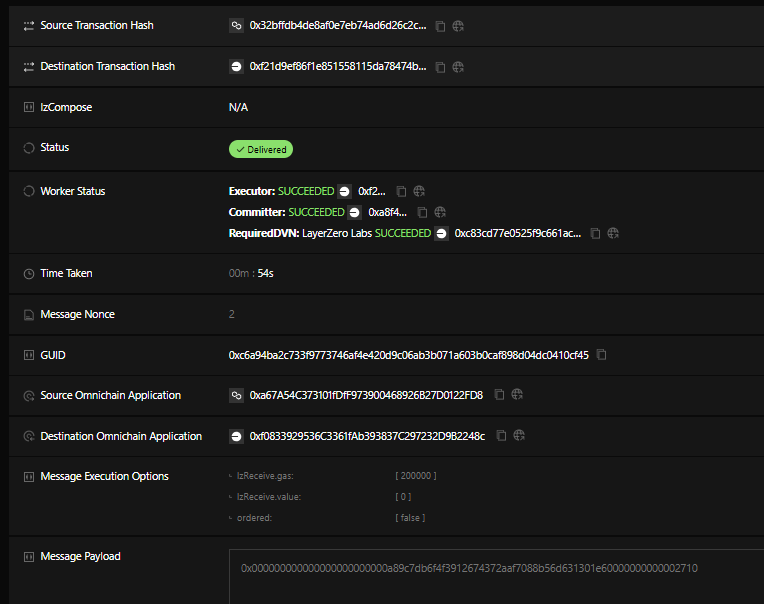 Source Transaction Hash 0x32bffdb4de8af0e7eb74ad6d26c2c...
Destination Transaction Hash 0xf21d9ef86f1e851558115da78474b...
lzCompose N/A
Status Delivered
Worker Status Executor: SUCCEEDED 0xf2...
Committer: SUCCEEDED 0xa8f4...
RequiredDVN: LayerZero Labs SUCCEEDED 0xc83cd77e0525f9c661ac...
Time Taken 00m : 54s
Message Nonce 2
GUID 0xc6a94ba2c733f9773746af4e420d9c06ab3b071a603b0caf898d04dc0410cf45
Source Omnichain Application 0xa67A54C373101fDfF973900468926B27D0122FD8
Destination Omnichain Application 0xf0833929536C3361fAb393837C297232D9B2248c
Message Execution Options lzReceive.gas: [ 200000 ]
lzReceive.value: [ 0 ]
ordered: [ false ]
Message Payload
0x000000000000000000000000a89c7db6f4f3912674372aaf7088b56d631301e60000000000002710